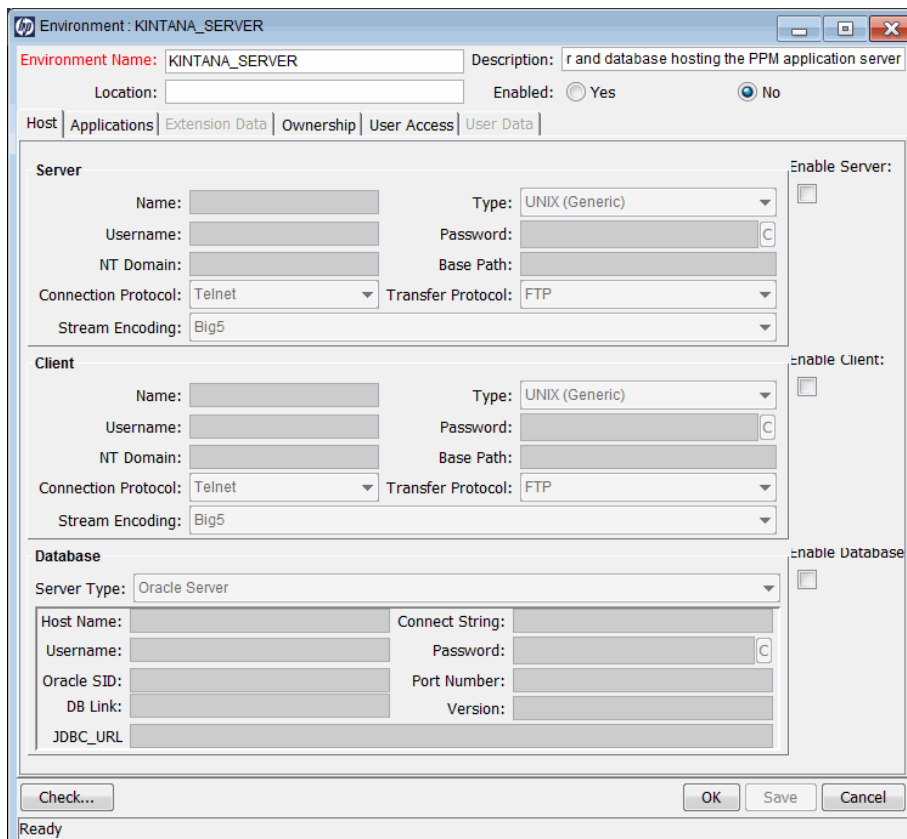 hp Environment : KINTANA_SERVER
Environment Name: KINTANA_SERVER Description: r and database hosting the PPM application server
Location: Enabled: Yes No
Host Applications Extension Data Ownership User Access User Data
Server Enable Server:
Name: Type: UNIX (Generic)
Username: Password: C
NT Domain: Base Path:
Connection Protocol: Telnet Transfer Protocol: FTP
Stream Encoding: Big5
Client Enable Client:
Name: Type: UNIX (Generic)
Username: Password: C
NT Domain: Base Path:
Connection Protocol: Telnet Transfer Protocol: FTP
Stream Encoding: Big5
Database Enable Database
Server Type: Oracle Server
Host Name: Connect String:
Username: Password: C
Oracle SID: Port Number:
DB Link: Version:
JDBC_URL
Check... OK Save Cancel
Ready